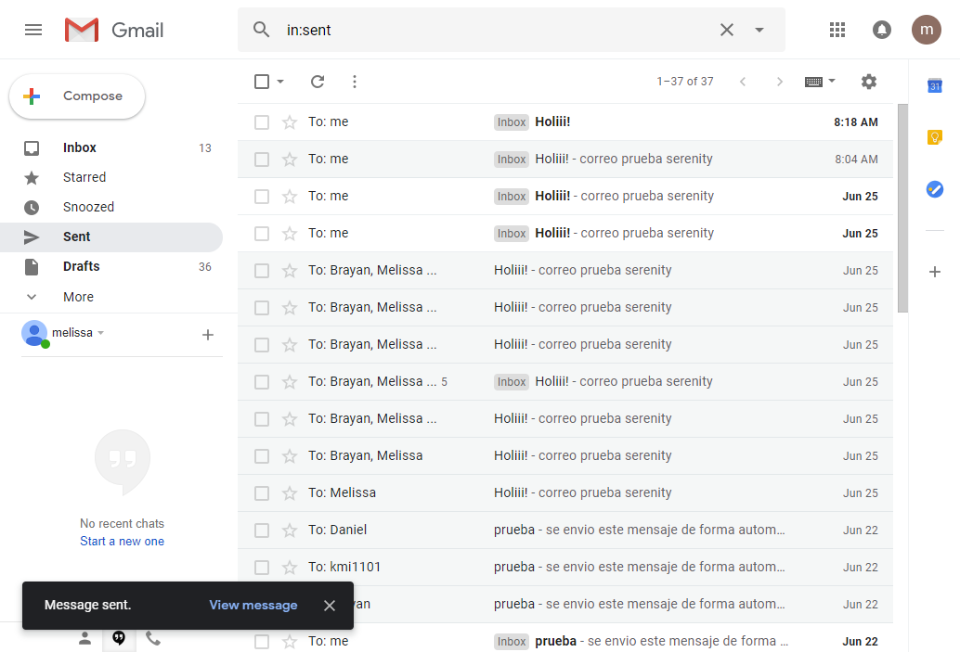 Gmail
in:sent
m
Compose
1–37 of 37
31
Inbox 13
Starred
Snoozed
Sent
Drafts 36
More
melissa
No recent chats
Start a new one
To: me Inbox Holiii! 8:18 AM
To: me Inbox Holiii! - correo prueba serenity 8:04 AM
To: me Inbox Holiii! - correo prueba serenity Jun 25
To: me Inbox Holiii! - correo prueba serenity Jun 25
To: Brayan, Melissa ... Holiii! - correo prueba serenity Jun 25
To: Brayan, Melissa ... Holiii! - correo prueba serenity Jun 25
To: Brayan, Melissa ... Holiii! - correo prueba serenity Jun 25
To: Brayan, Melissa ... 5 Inbox Holiii! - correo prueba serenity Jun 25
To: Brayan, Melissa ... Holiii! - correo prueba serenity Jun 25
To: Brayan, Melissa Holiii! - correo prueba serenity Jun 25
To: Melissa Holiii! - correo prueba serenity Jun 25
To: Daniel prueba - se envio este mensaje de forma autom... Jun 22
To: kmi1101 prueba - se envio este mensaje de forma autom... Jun 22
prueba - se envio este mensaje de forma autom... Jun 22
To: me Inbox prueba - se envio este mensaje de forma ... Jun 22
Message sent. View message